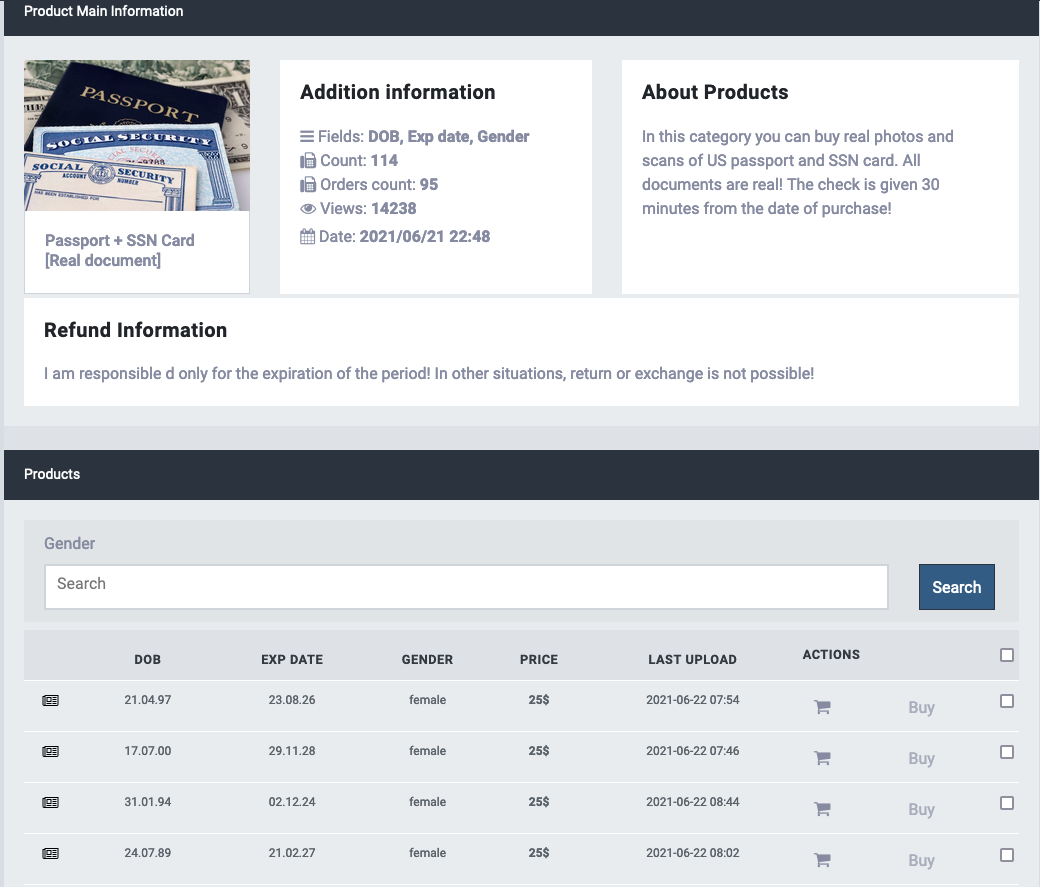 Product Main Information
PASSPORT
SOCIAL SECURITY
SOCIAL SECURITY
ACCOUNT NUMBER
HAS BEEN ESTABLISHED FOR
Passport + SSN Card
[Real document]
Addition information
Fields: DOB, Exp date, Gender
Count: 114
Orders count: 95
Views: 14238
Date: 2021/06/21 22:48
About Products
In this category you can buy real photos and
scans of US passport and SSN card. All
documents are real! The check is given 30
minutes from the date of purchase!
Refund Information
I am responsible d only for the expiration of the period! In other situations, return or exchange is not possible!
Products
Gender
Search
Search
DOB EXP DATE GENDER PRICE LAST UPLOAD ACTIONS
21.04.97 23.08.26 female 25$ 2021-06-22 07:54 Buy
17.07.00 29.11.28 female 25$ 2021-06-22 07:46 Buy
31.01.94 02.12.24 female 25$ 2021-06-22 08:44 Buy
24.07.89 21.02.27 female 25$ 2021-06-22 08:02 Buy